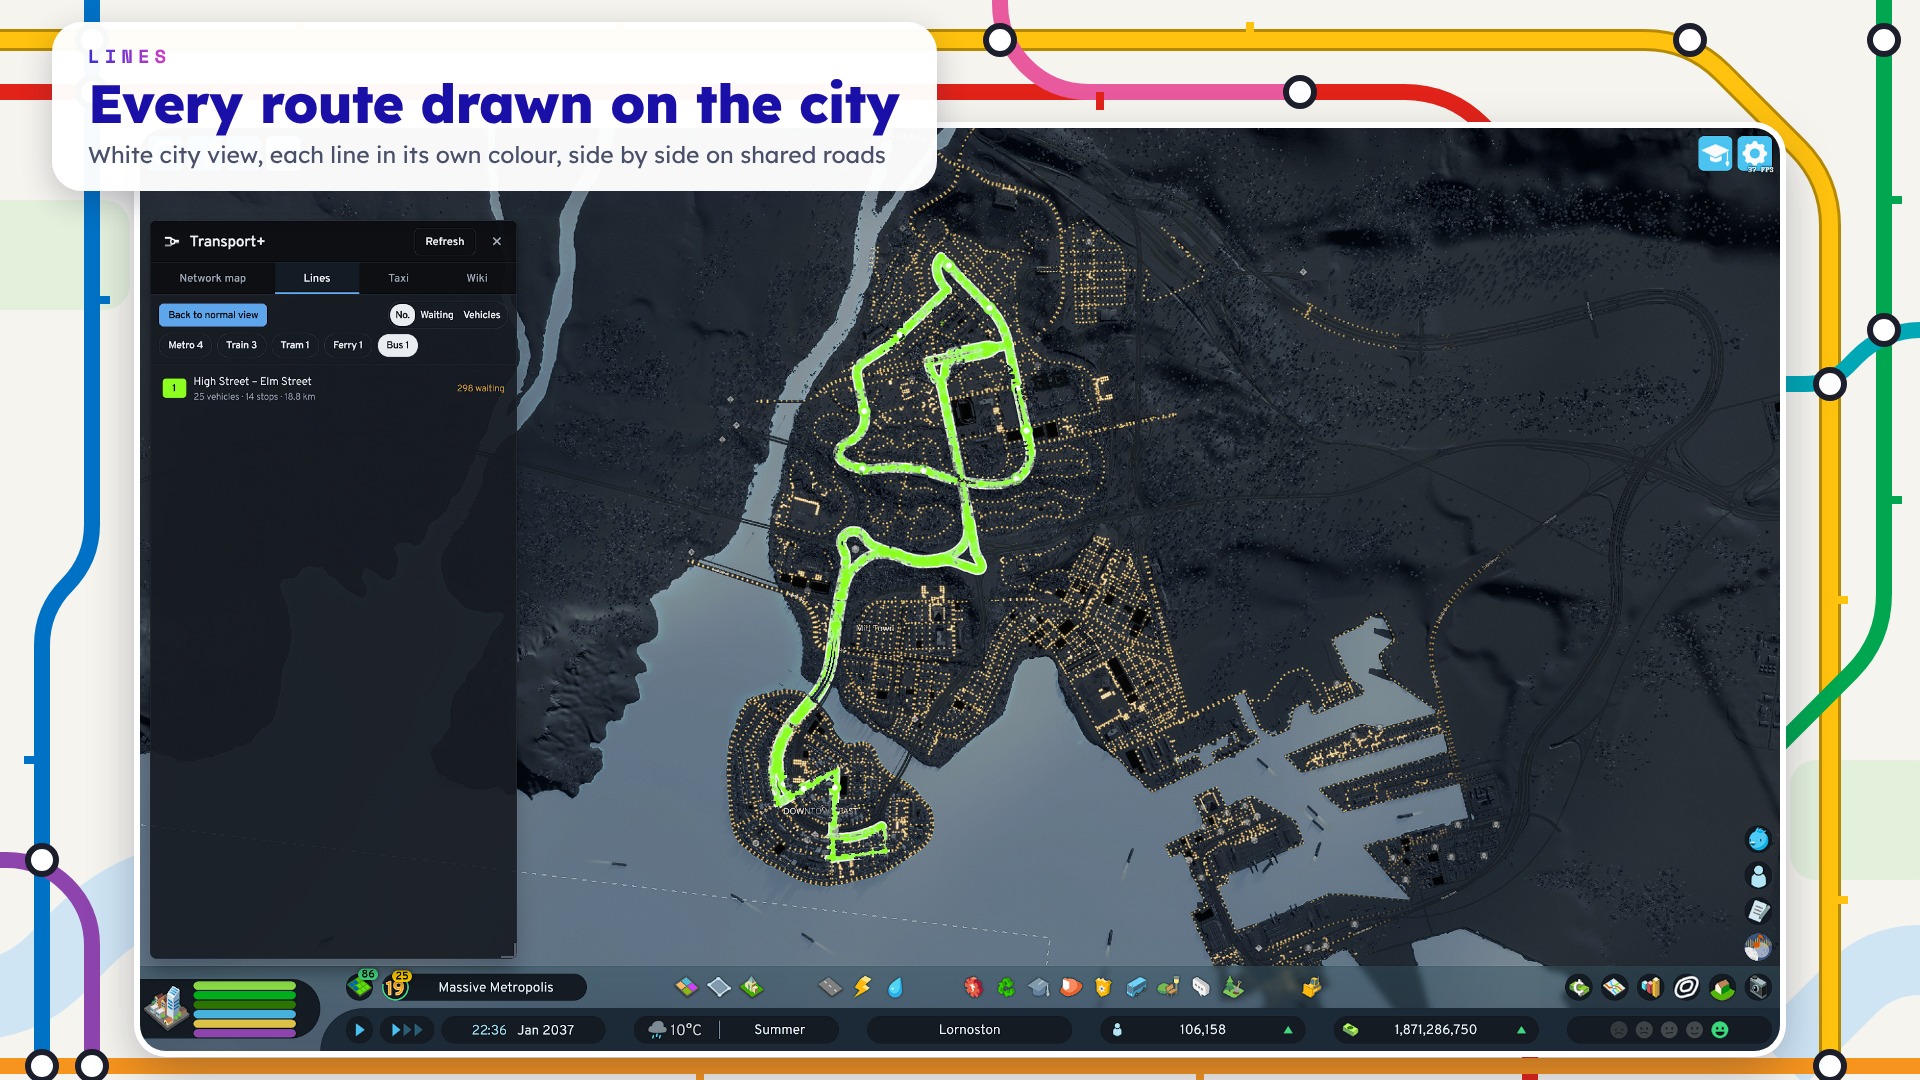 LINES
Every route drawn on the city
White city view, each line in its own colour, side by side on shared roads
37 FPS
Transport+
Refresh
Network map
Lines
Taxi
Wiki
Back to normal view
No.
Waiting
Vehicles
Metro 4
Train 3
Tram 1
Ferry 1
Bus 1
1
High Street – Elm Street
25 vehicles · 14 stops · 18.8 km
298 waiting
Mill Town
86
25
19
Massive Metropolis
22:36 Jan 2037
10°C
Summer
Lornoston
106,158
1,871,286,750